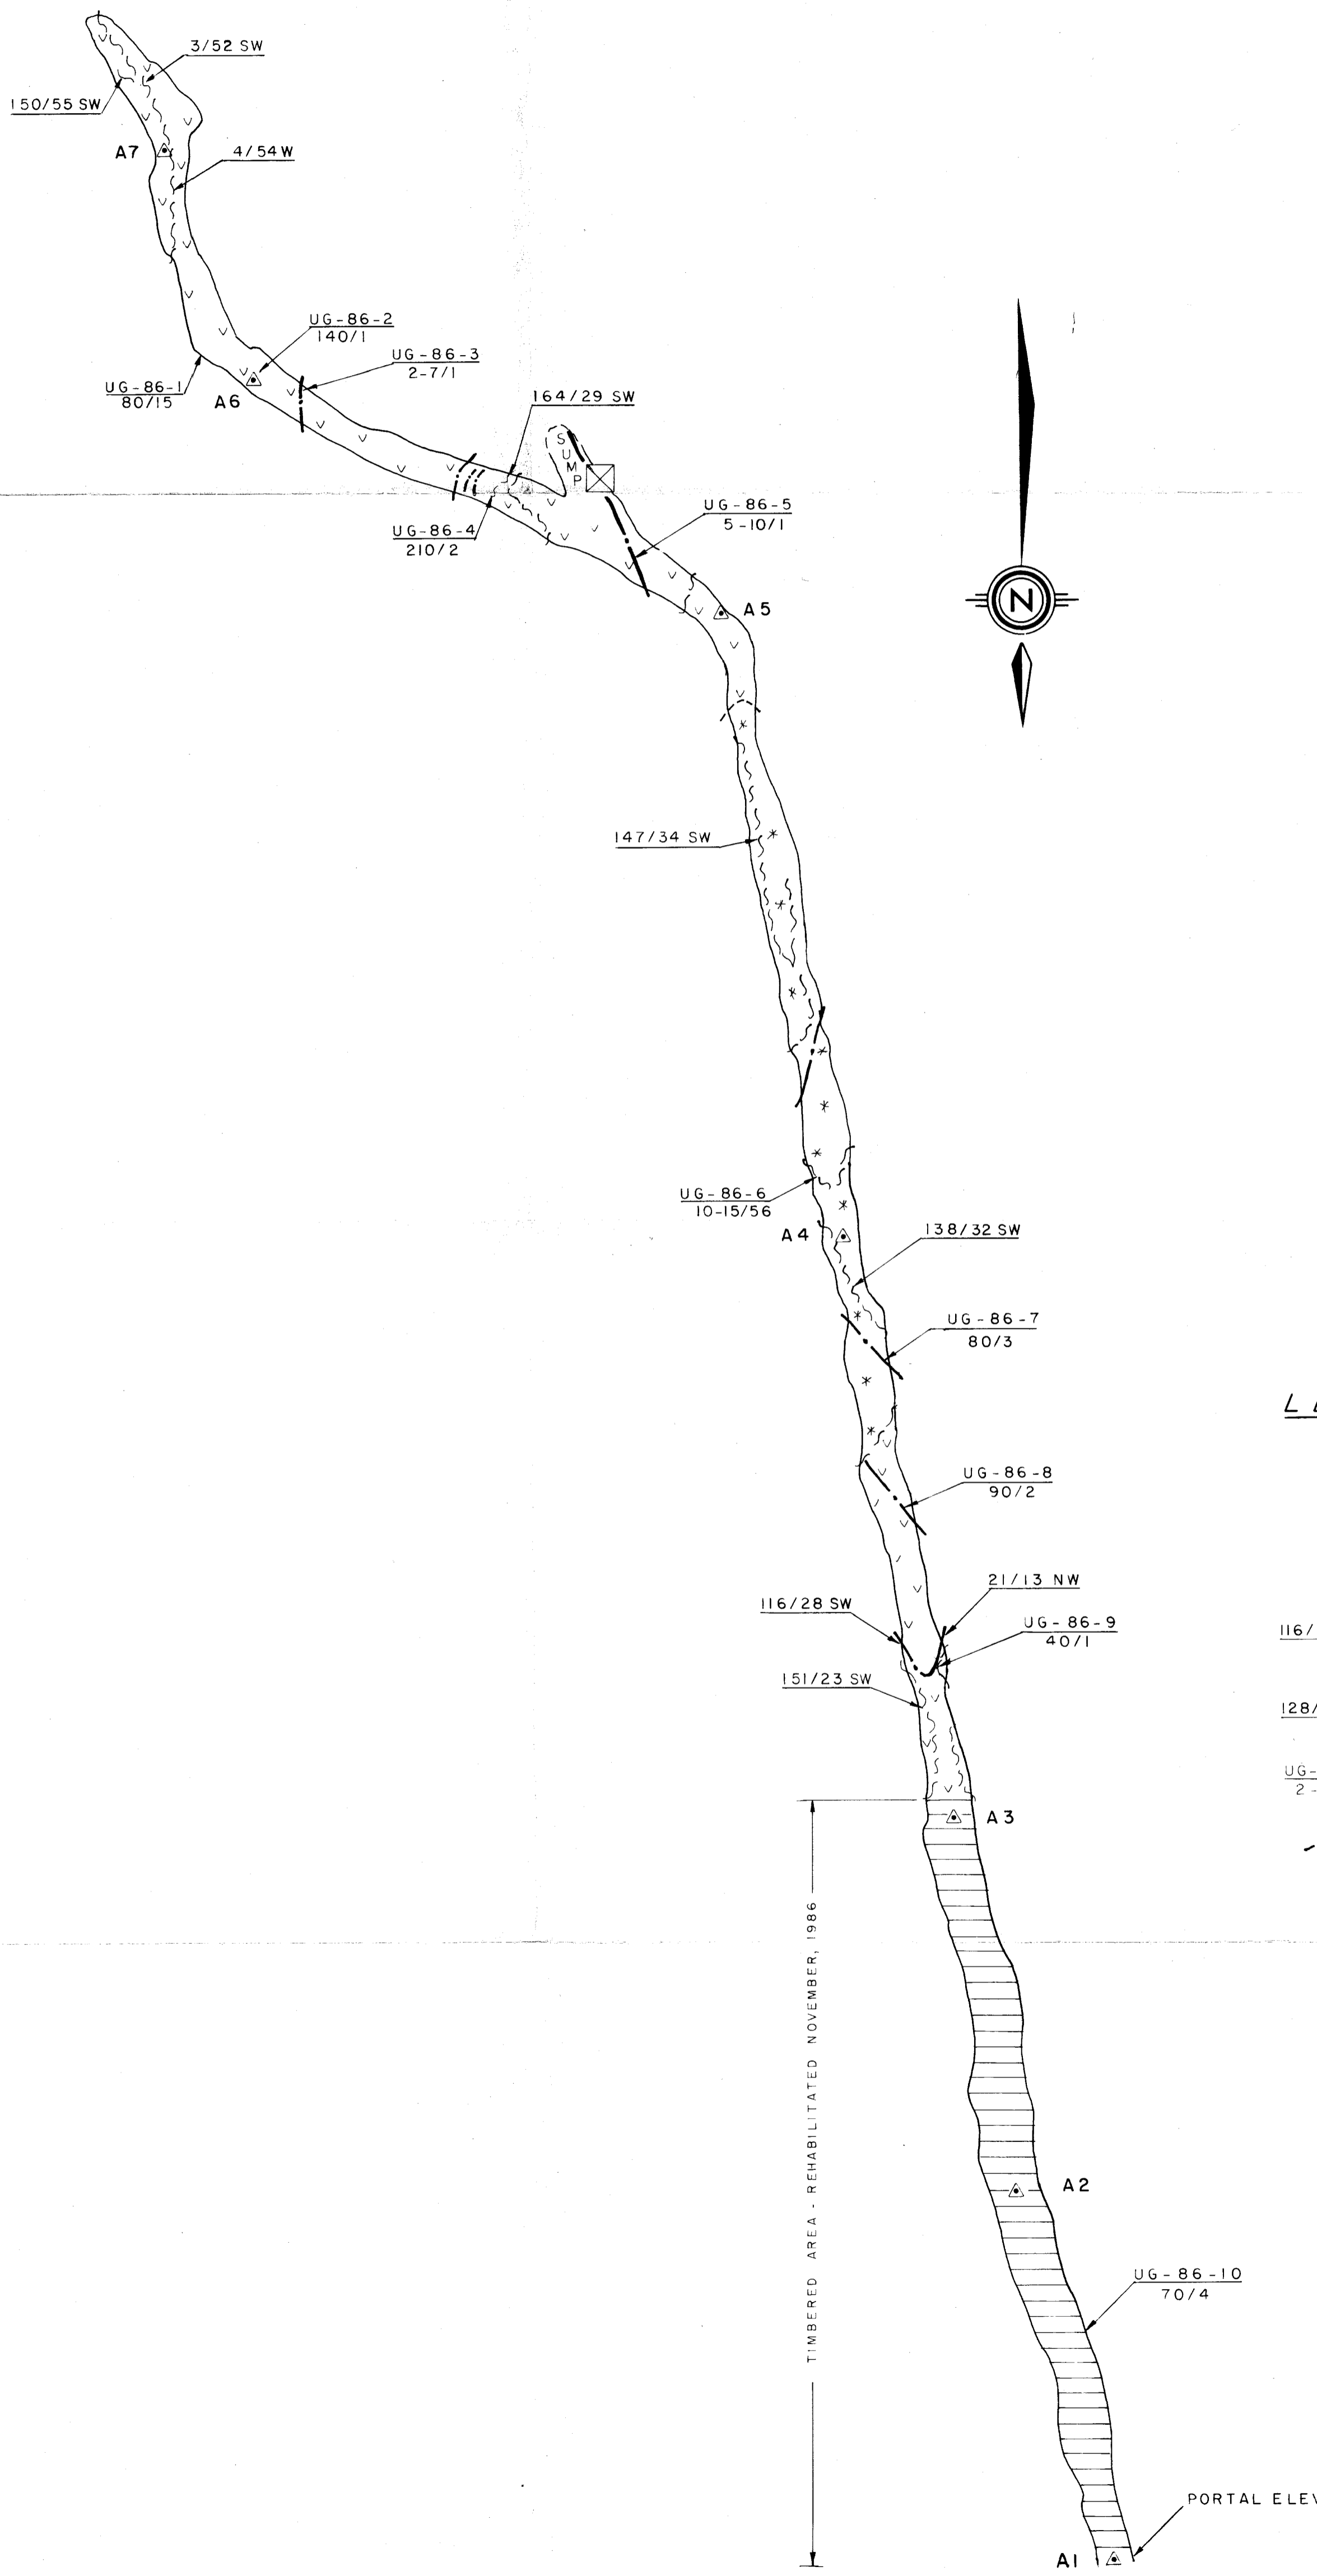 3/52 SW
150/55 SW
A7
4/54 W
UG-86-2
140/1
UG-86-3
2-7/1
UG-86-1
80/15
A6
164/29 SW
SUMP
UG-86-5
5-10/1
UG-86-4
210/2
A5
N
147/34 SW
UG-86-6
10-15/56
A4
138/32 SW
UG-86-7
80/3
UG-86-8
90/2
21/13 NW
116/28 SW
UG-86-9
40/1
116/
151/23 SW
128/
UG-
2-
A3
TIMBERED AREA - REHABILITATED NOVEMBER, 1986
A2
UG-86-10
70/4
PORTAL ELEV
A1